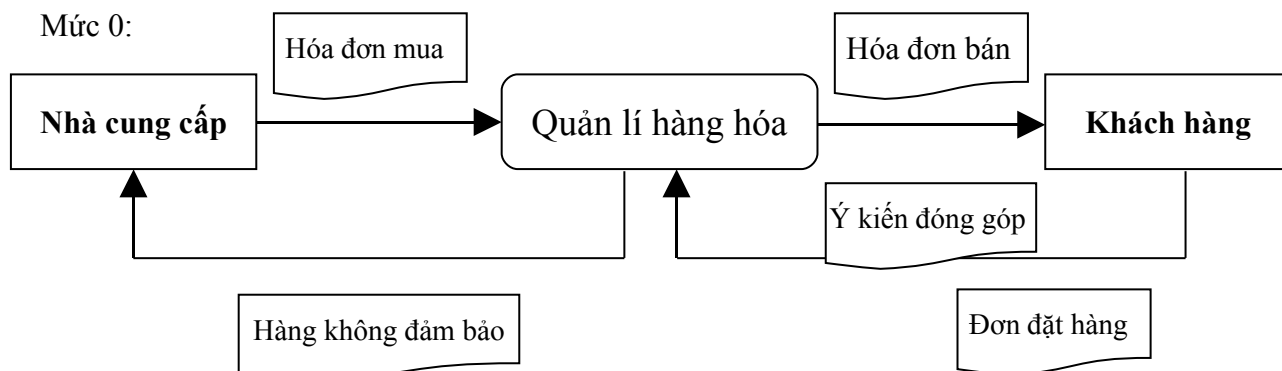 Mức 0:
Hóa đơn mua
Hóa đơn bán
Nhà cung cấp
Quản lí hàng hóa
Khách hàng
Ý kiến đóng góp
Hàng không đảm bảo
Đơn đặt hàng